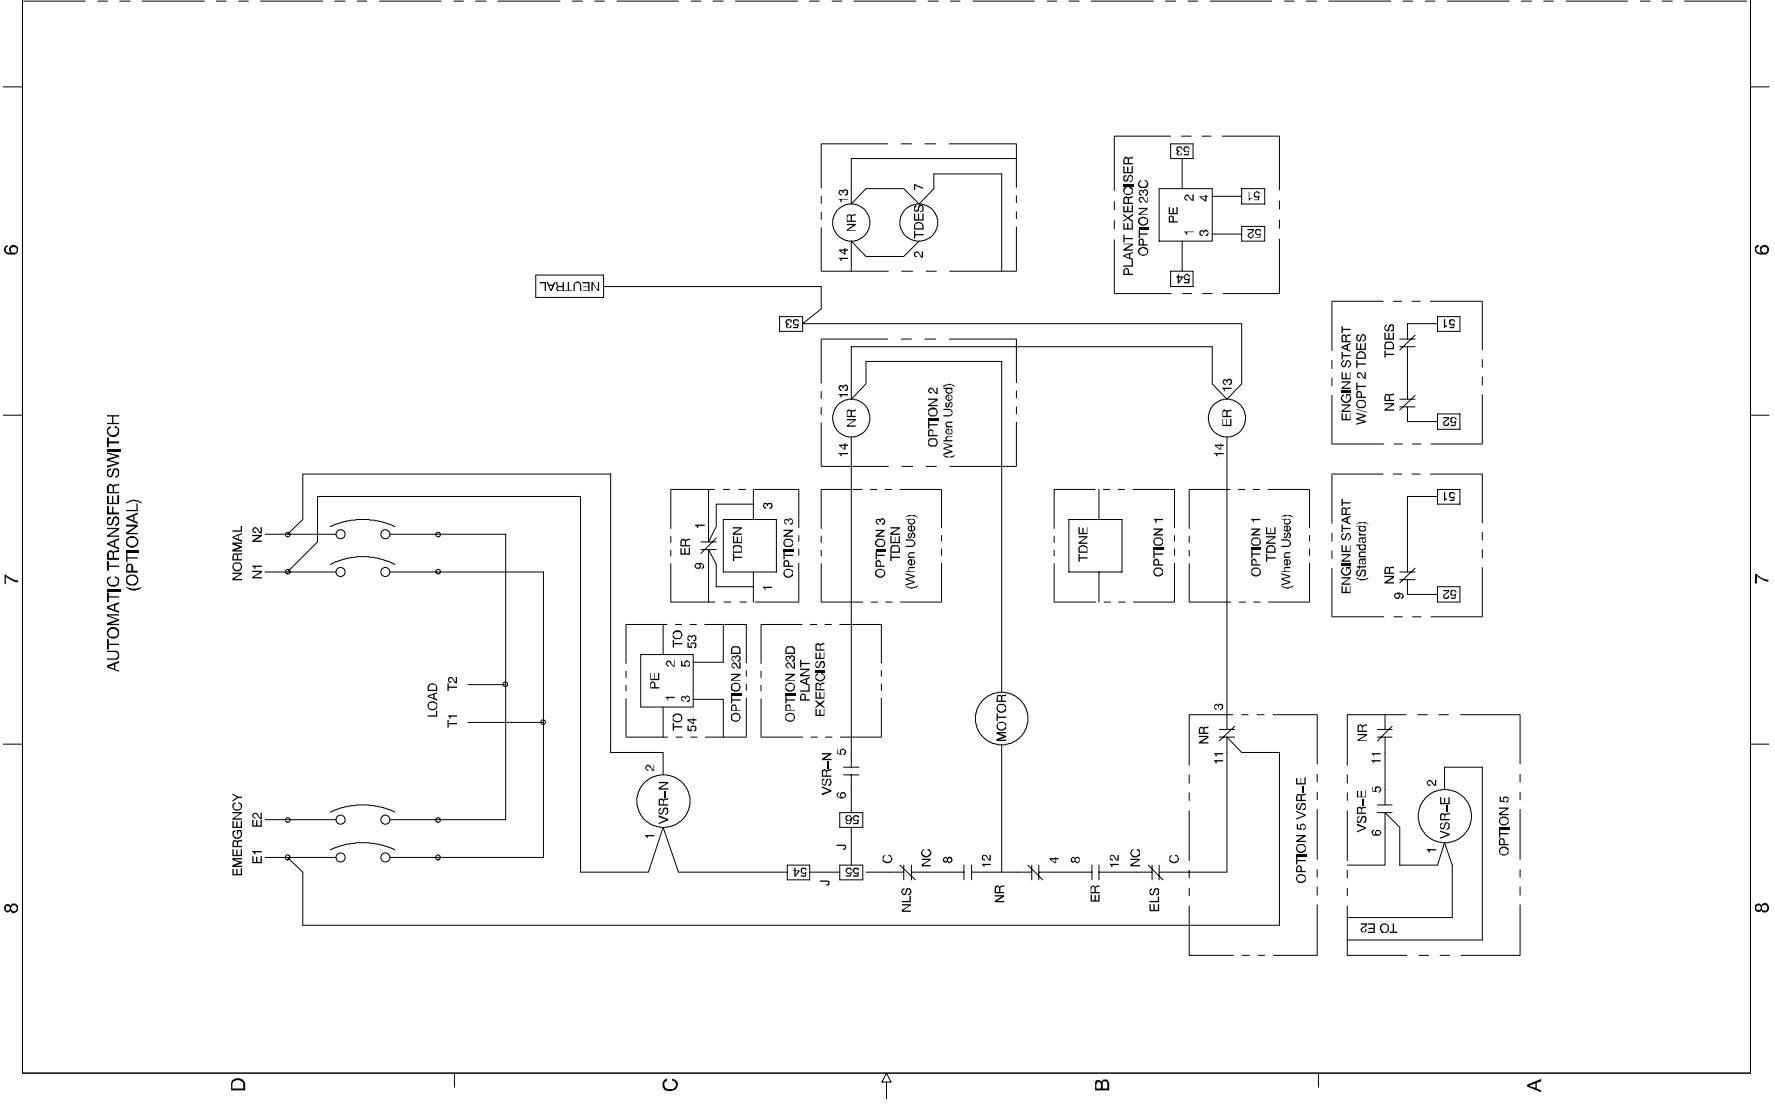 AUTOMATIC TRANSFER SWITCH
(OPTIONAL)
EMERGENCY
E1
E2
LOAD
T1
T2
NORMAL
N1
N2
NEUTRAL
1
VSR-N
2
PE
TO
54
1
2
3
5
TO
53
OPTION 23D
ER
9
1
TDEN
1
3
OPTION 3
54
J
55
J
56
VSR-N
6
5
OPTION 23D
PLANT
EXERCISER
OPTION 3
TDEN
(When Used)
14
NR
13
OPTION 2
(When Used)
53
14
NR
13
2
TDES
7
C
NLS
NC
8
12
NR
4
8
ER
12
NC
ELS
C
MOTOR
TDNE
OPTION 1
PLANT EXERCISER
OPTION 23C
PE
1
2
3
4
54
53
52
51
NR
11
3
OPTION 5 VSR-E
OPTION 1
TDNE
(When Used)
14
ER
13
ENGINE START
(Standard)
NR
9
52
51
ENGINE START
W/OPT 2 TDES
NR
TDES
52
51
VSR-E
6
5
NR
11
1
VSR-E
2
TO E2
OPTION 5
6
6
7
7
8
8
D
C
B
A